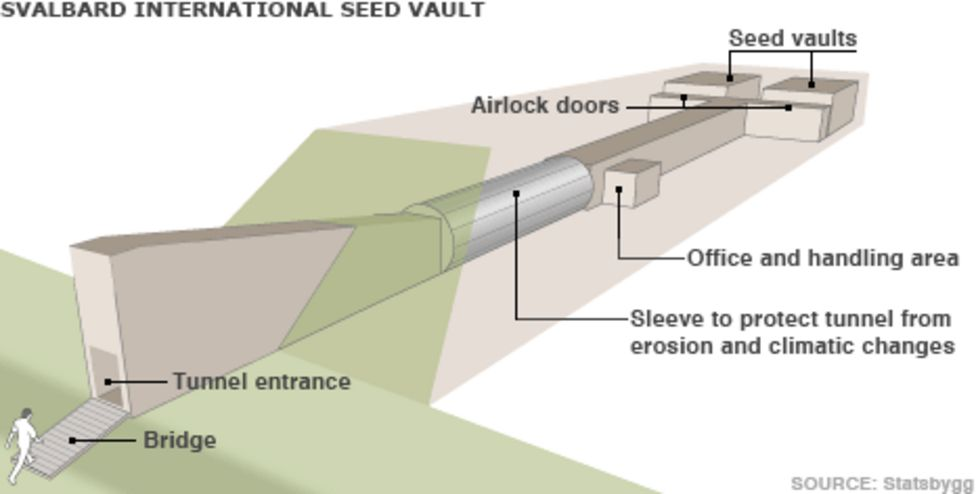 SVALBARD INTERNATIONAL SEED VAULT
Seed vaults
Airlock doors
Office and handling area
Sleeve to protect tunnel from
erosion and climatic changes
Tunnel entrance
Bridge
SOURCE: Statsbygg